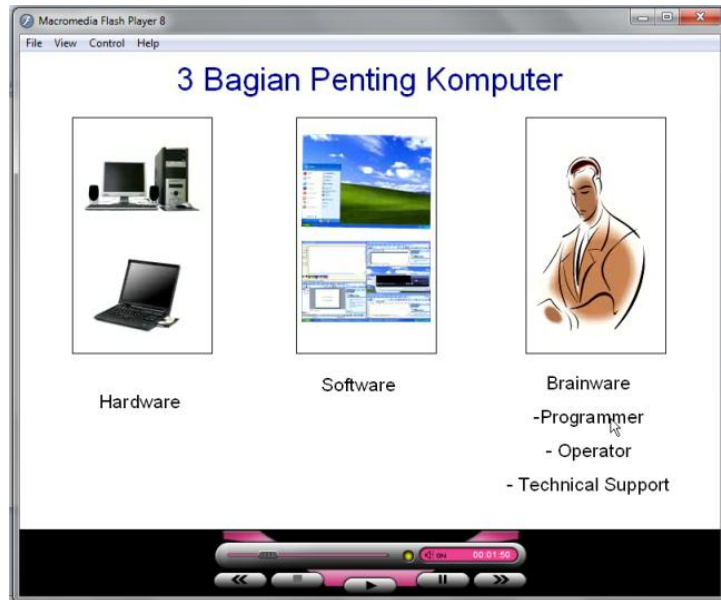 Macromedia Flash Player 8
File View Control Help
3 Bagian Penting Komputer
Hardware
Software
Brainware
-Programmer
- Operator
- Technical Support
ON 00:01:50